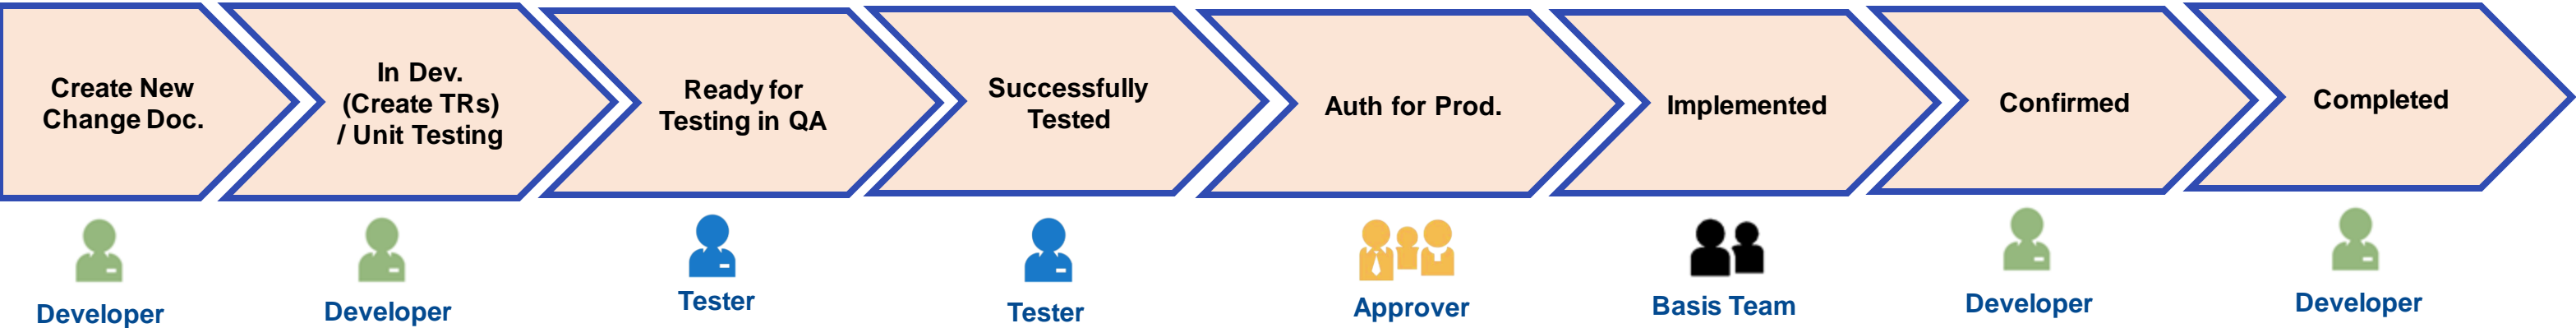 Create New
Change Doc.
In Dev.
(Create TRs)
/ Unit Testing
Ready for
Testing in QA
Successfully
Tested
Auth for Prod.
Implemented
Confirmed
Completed
Developer
Developer
Tester
Tester
Approver
Basis Team
Developer
Developer